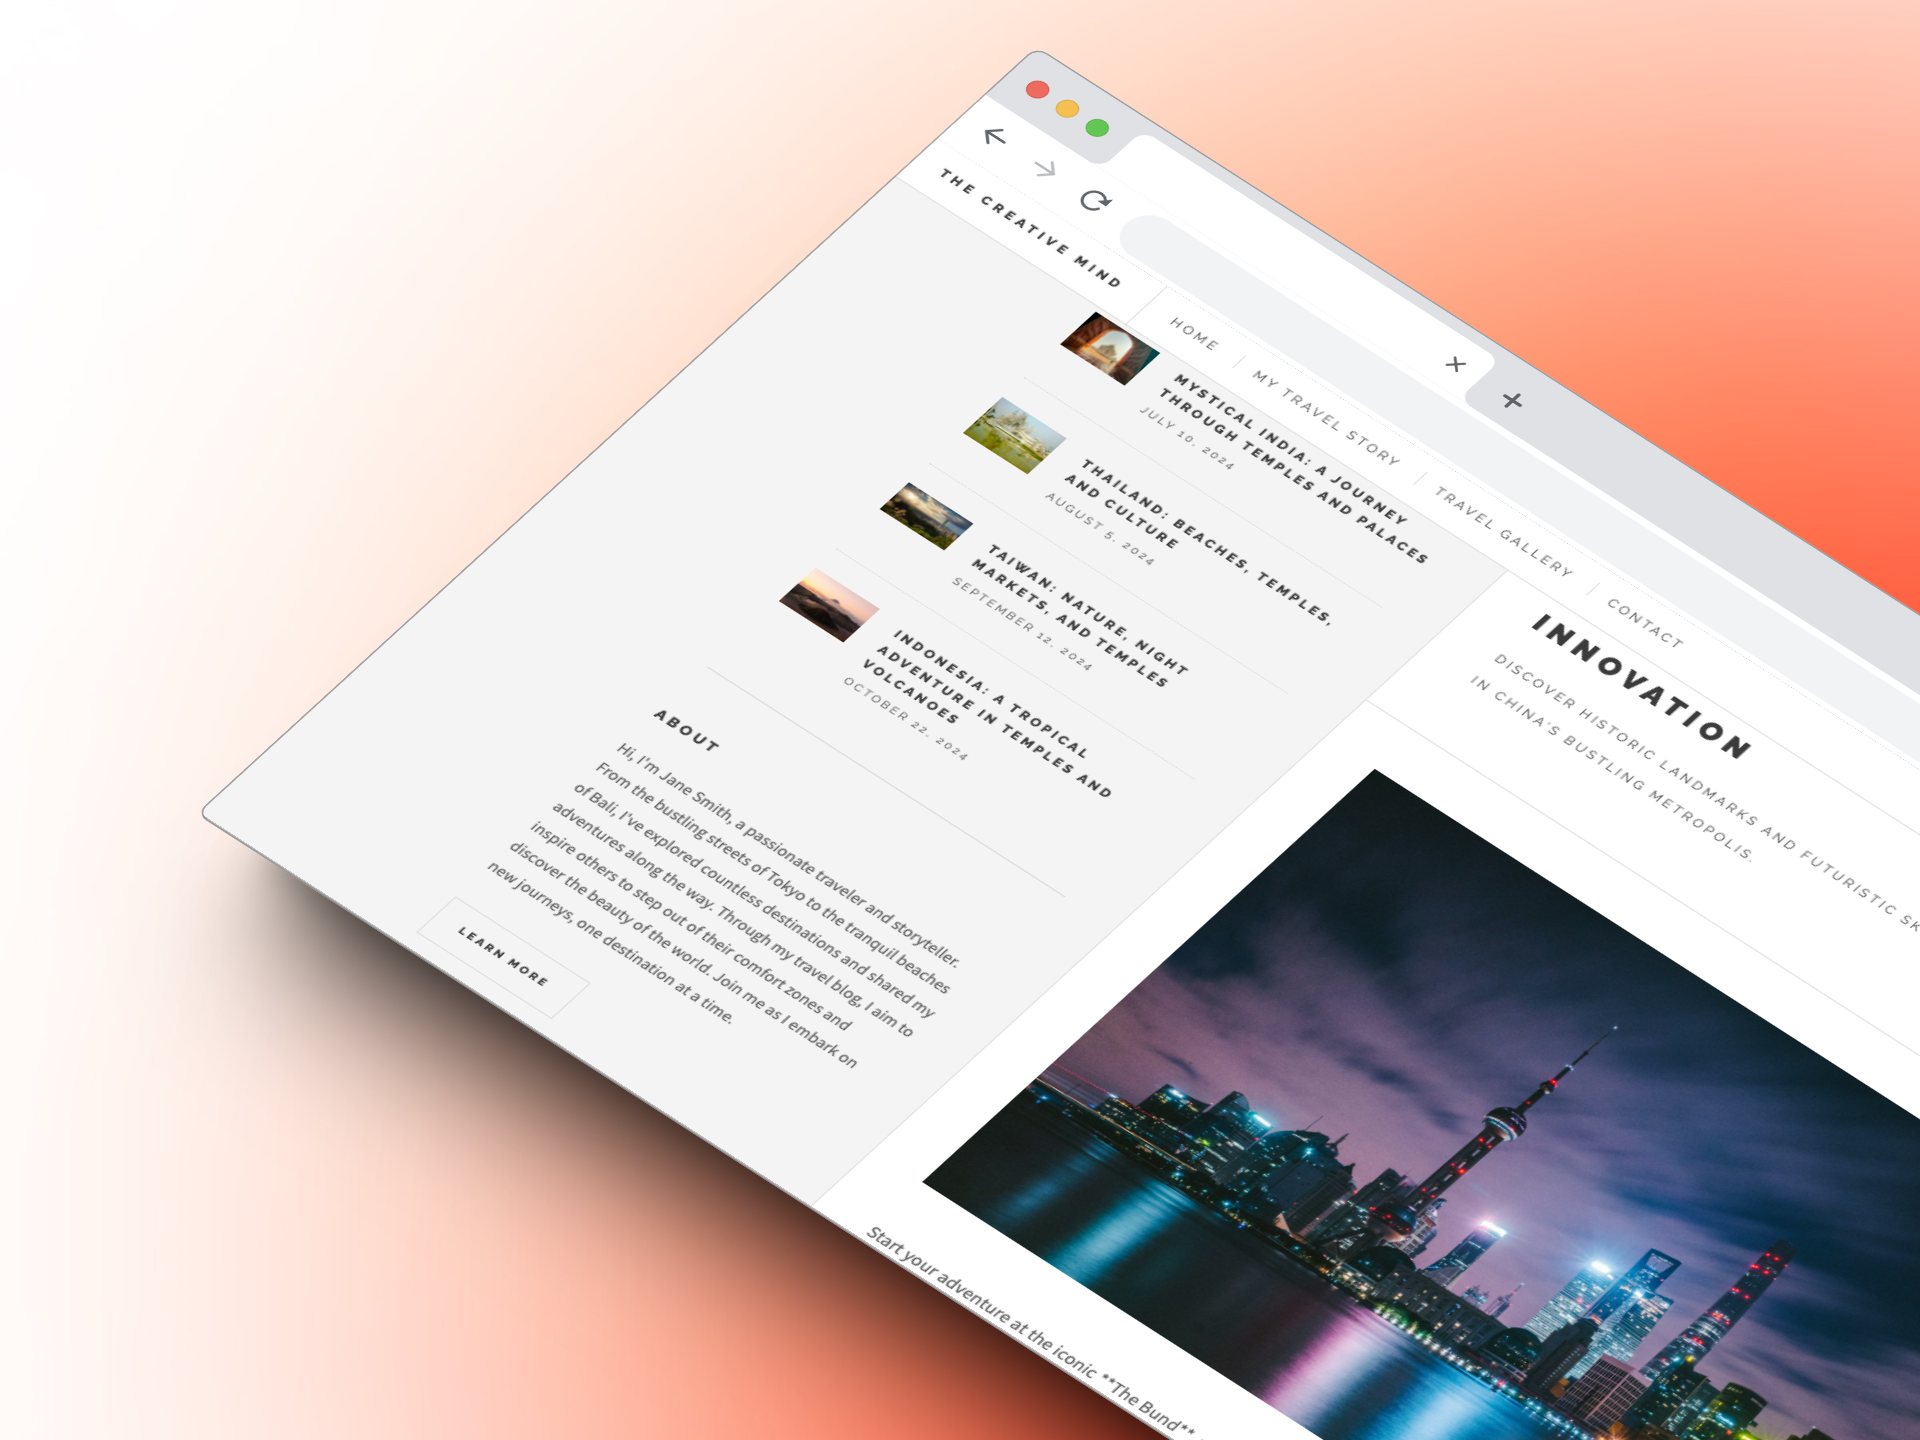 THE CREATIVE MIND
HOME
MY TRAVEL STORY
TRAVEL GALLERY
CONTACT
MYSTICAL INDIA: A JOURNEY
THROUGH TEMPLES AND PALACES
JULY 10, 2024
THAILAND: BEACHES, TEMPLES,
AND CULTURE
AUGUST 5, 2024
TAIWAN: NATURE, NIGHT
MARKETS, AND TEMPLES
SEPTEMBER 12, 2024
INDONESIA: A TROPICAL
ADVENTURE IN TEMPLES AND
VOLCANOES
OCTOBER 22, 2024
ABOUT
Hi, I'm Jane Smith, a passionate traveler and storyteller.
From the bustling streets of Tokyo to the tranquil beaches
of Bali, I've explored countless destinations and shared my
adventures along the way. Through my travel blog, I aim to
inspire others to step out of their comfort zones and
discover the beauty of the world. Join me as I embark on
new journeys, one destination at a time.
LEARN MORE
INNOVATION
DISCOVER HISTORIC LANDMARKS AND FUTURISTIC
IN CHINA'S BUSTLING METROPOLIS.
Start your adventure at the iconic **The Bund**